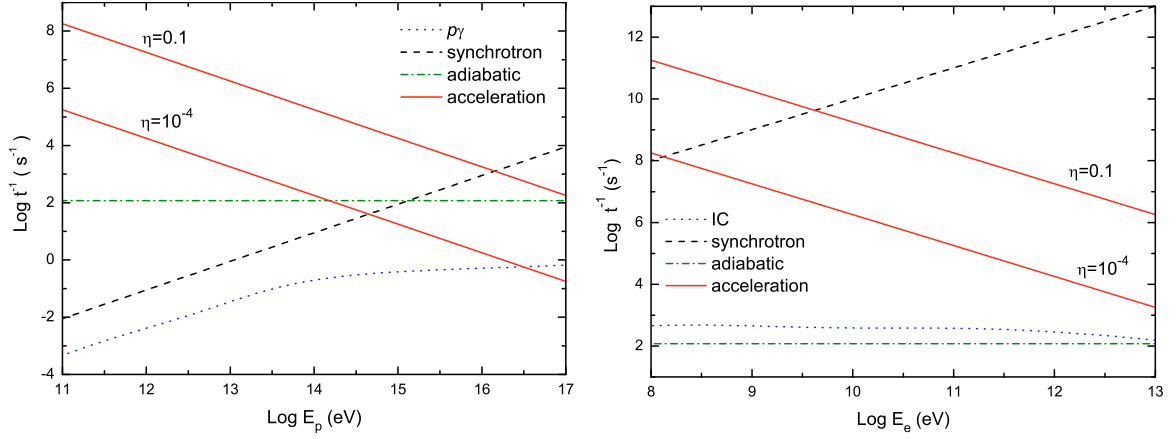 8
6
4
2
0
-2
-4
Log t⁻¹ ( s⁻¹)
η=0.1
η=10⁻⁴
pγ
synchrotron
adiabatic
acceleration
11 12 13 14 15 16 17
Log E_p (eV)
12
10
8
6
4
2
Log t⁻¹ (s⁻¹)
η=0.1
IC
synchrotron
adiabatic
acceleration
η=10⁻⁴
8 9 10 11 12 13
Log E_e (eV)